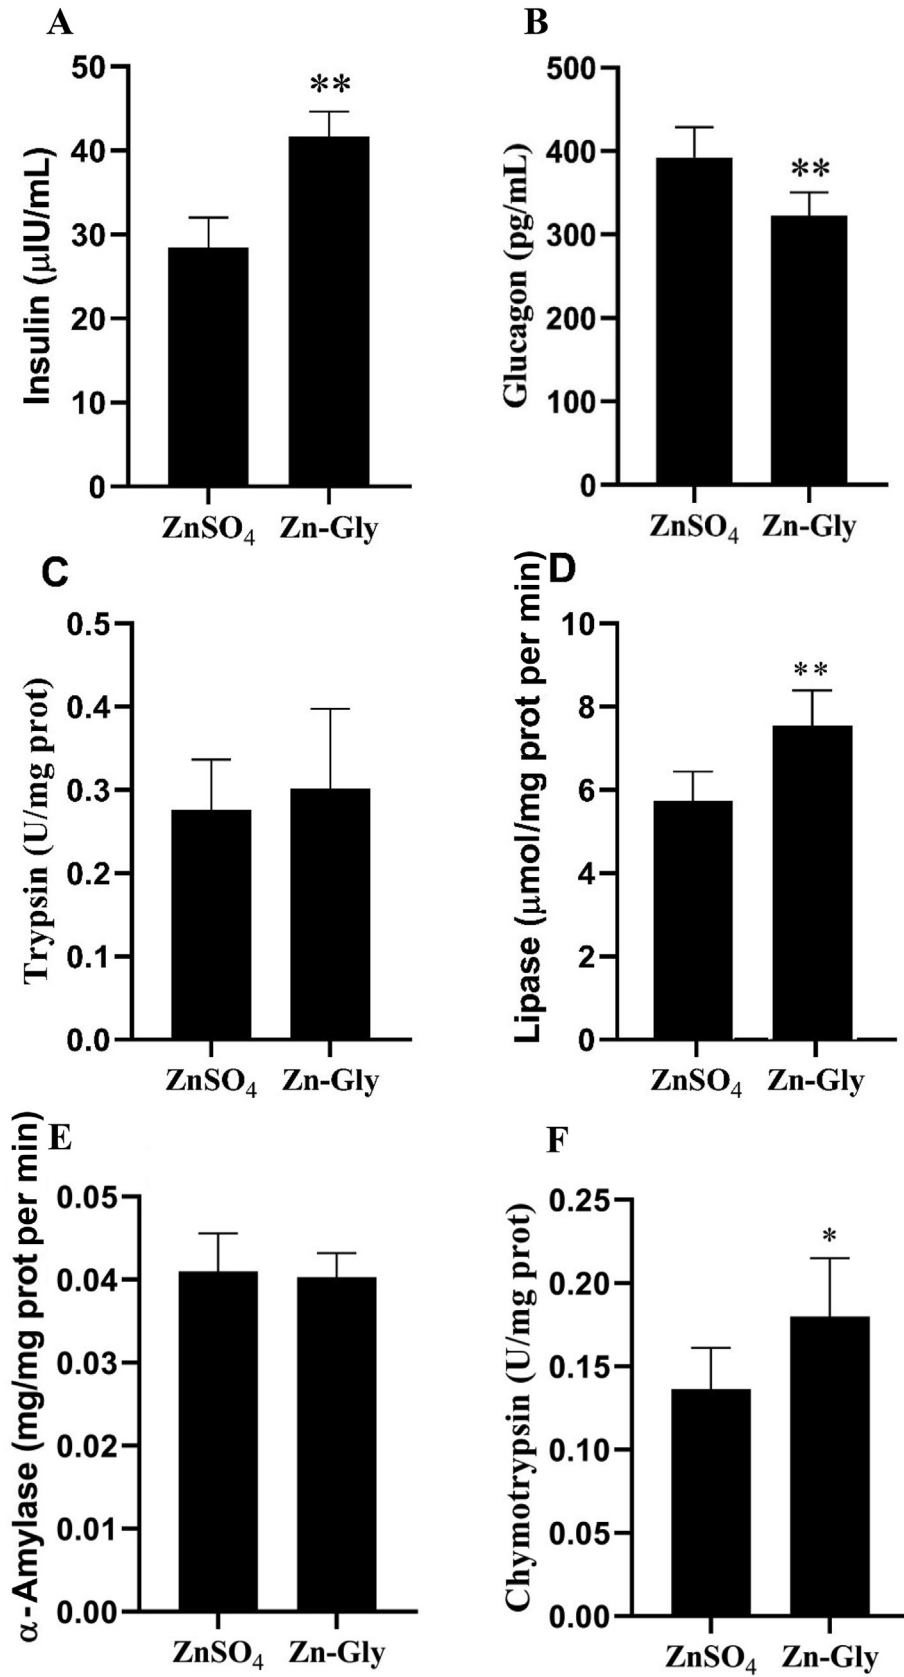 A
Insulin (μIU/mL)
50
40
30
20
10
0
**
ZnSO₄ Zn-Gly
B
Glucagon (pg/mL)
500
400
300
200
100
0
**
ZnSO₄ Zn-Gly
C
Trypsin (U/mg prot)
0.5
0.4
0.3
0.2
0.1
0.0
ZnSO₄ Zn-Gly
D
Lipase (μmol/mg prot per min)
10
8
6
4
2
0
**
ZnSO₄ Zn-Gly
E
α-Amylase (mg/mg prot per min)
0.05
0.04
0.03
0.02
0.01
0.00
ZnSO₄ Zn-Gly
F
Chymotrypsin (U/mg prot)
0.25
0.20
0.15
0.10
0.05
0.00
*
ZnSO₄ Zn-Gly